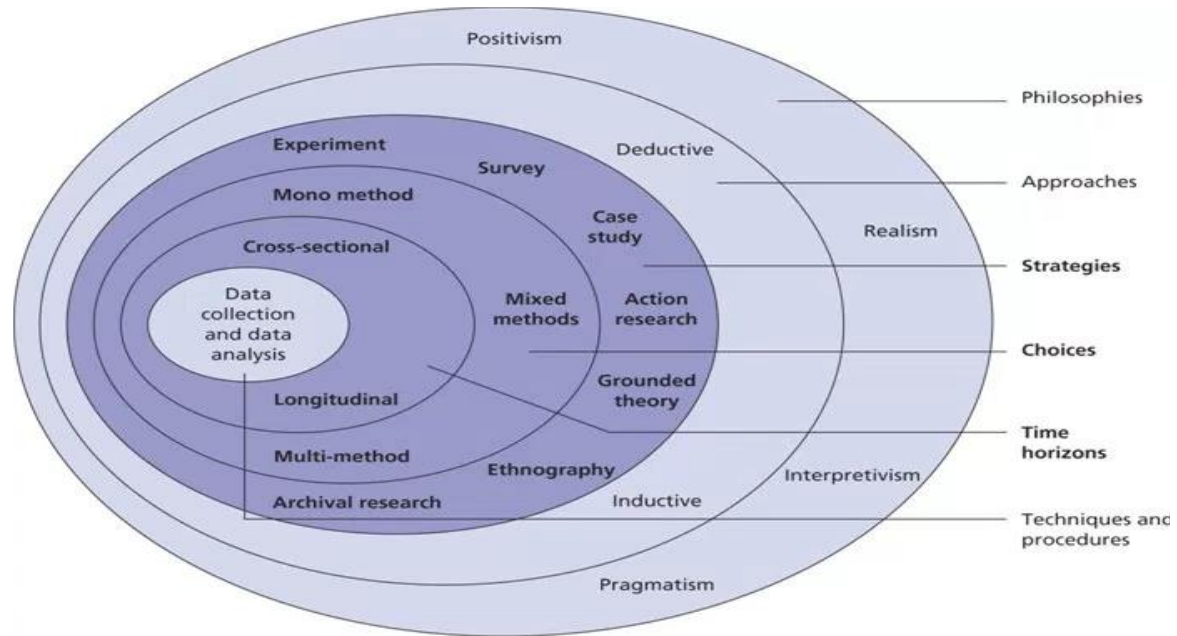 Positivism
Philosophies
Experiment
Deductive
Survey
Approaches
Mono method
Case
study
Realism
Cross-sectional
Strategies
Data
collection
and data
analysis
Mixed
methods
Action
research
Choices
Grounded
theory
Longitudinal
Time
horizons
Multi-method
Ethnography
Interpretivism
Archival research
Inductive
Techniques and
procedures
Pragmatism